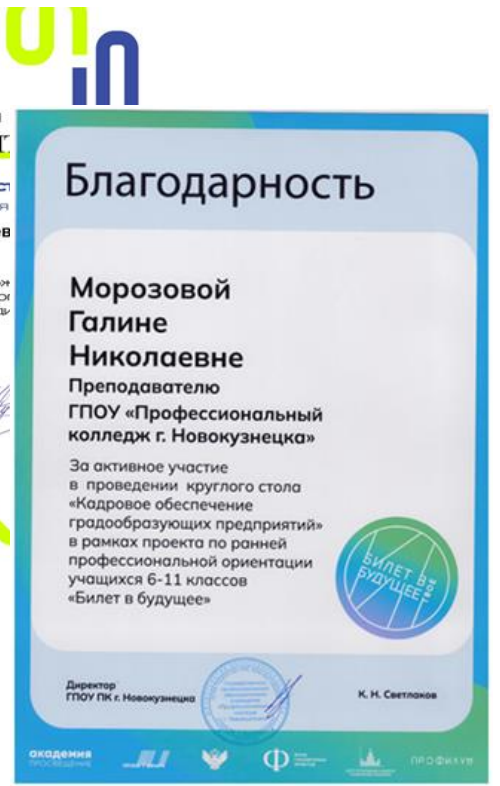 Благодарность
Морозовой
Галине
Николаевне
Преподавателю
ГПОУ «Профессиональный
колледж г. Новокузнецка»
За активное участие
в проведении круглого стола
«Кадровое обеспечение
градообразующих предприятий»
в рамках проекта по ранней
профессиональной ориентации
учащихся 6-11 классов
«Билет в будущее»
БИЛЕТ В
БУДУЩЕЕ
ТВОЕ
Директор
ГПОУ ПК г. Новокузнецка
К. Н. Светлаков
академия
ПРОСВЕЩЕНИЕ
ПРОФИЛУМ